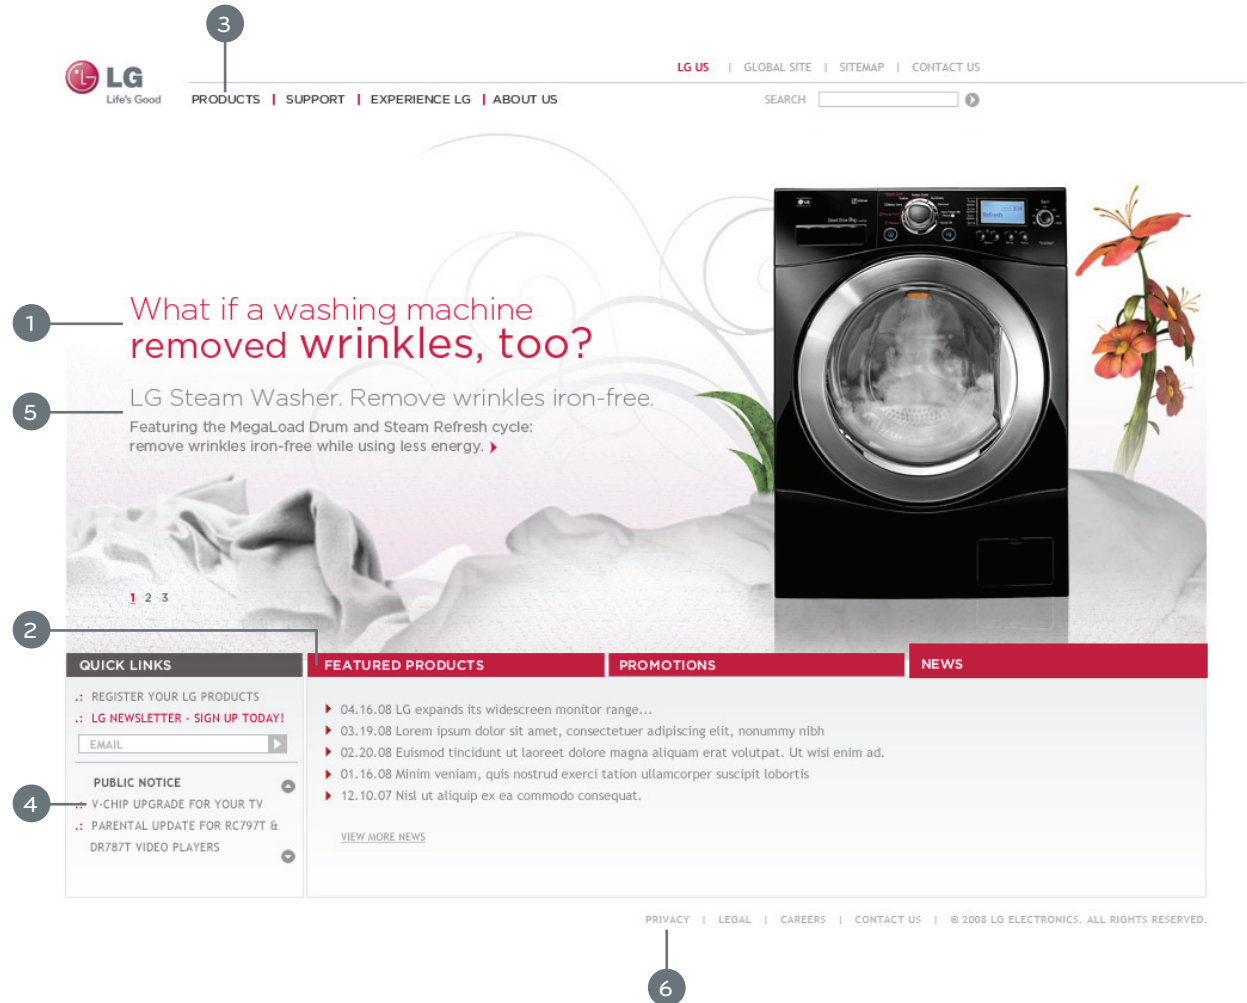 3
LG
Life's Good
LG US | GLOBAL SITE | SITEMAP | CONTACT US
PRODUCTS | SUPPORT | EXPERIENCE LG | ABOUT US
SEARCH
LG
Refresh
1
What if a washing machine
removed wrinkles, too?
5
LG Steam Washer. Remove wrinkles iron-free.
Featuring the MegaLoad Drum and Steam Refresh cycle:
remove wrinkles iron-free while using less energy.
1 2 3
2
QUICK LINKS
FEATURED PRODUCTS
PROMOTIONS
NEWS
.: REGISTER YOUR LG PRODUCTS
.: LG NEWSLETTER - SIGN UP TODAY!
EMAIL
PUBLIC NOTICE
4
.: V-CHIP UPGRADE FOR YOUR TV
.: PARENTAL UPDATE FOR RC797T &
DR787T VIDEO PLAYERS
04.16.08 LG expands its widescreen monitor range...
03.19.08 Lorem ipsum dolor sit amet, consectetuer adipiscing elit, nonummy nibh
02.20.08 Euismod tincidunt ut laoreet dolore magna aliquam erat volutpat. Ut wisi enim ad.
01.16.08 Minim veniam, quis nostrud exerci tation ullamcorper suscipit lobortis
12.10.07 Nisl ut aliquip ex ea commodo consequat.
VIEW MORE NEWS
PRIVACY | LEGAL | CAREERS | CONTACT US | © 2008 LG ELECTRONICS. ALL RIGHTS RESERVED.
6